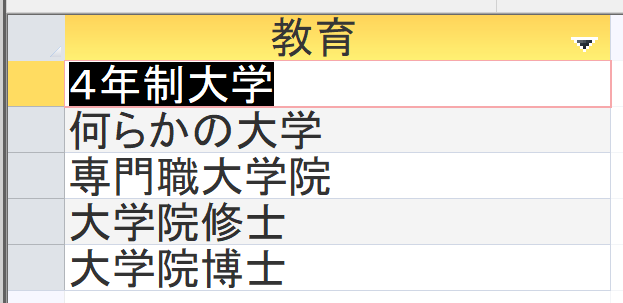 教育
4年制大学
何らかの大学
専門職大学院
大学院修士
大学院博士